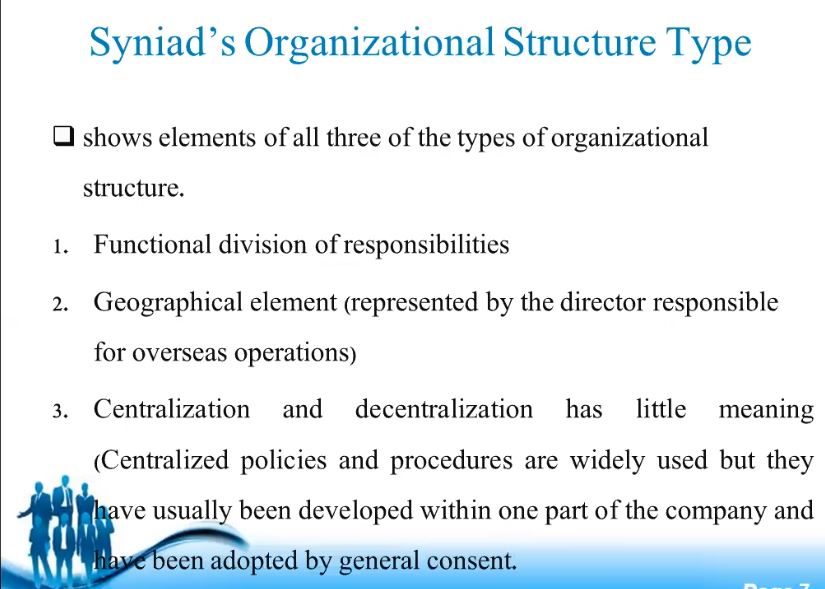 Syniad's Organizational Structure Type
shows elements of all three of the types of organizational
structure.
1. Functional division of responsibilities
2. Geographical element (represented by the director responsible
for overseas operations)
3. Centralization and decentralization has little meaning
(Centralized policies and procedures are widely used but they
have usually been developed within one part of the company and
have been adopted by general consent.